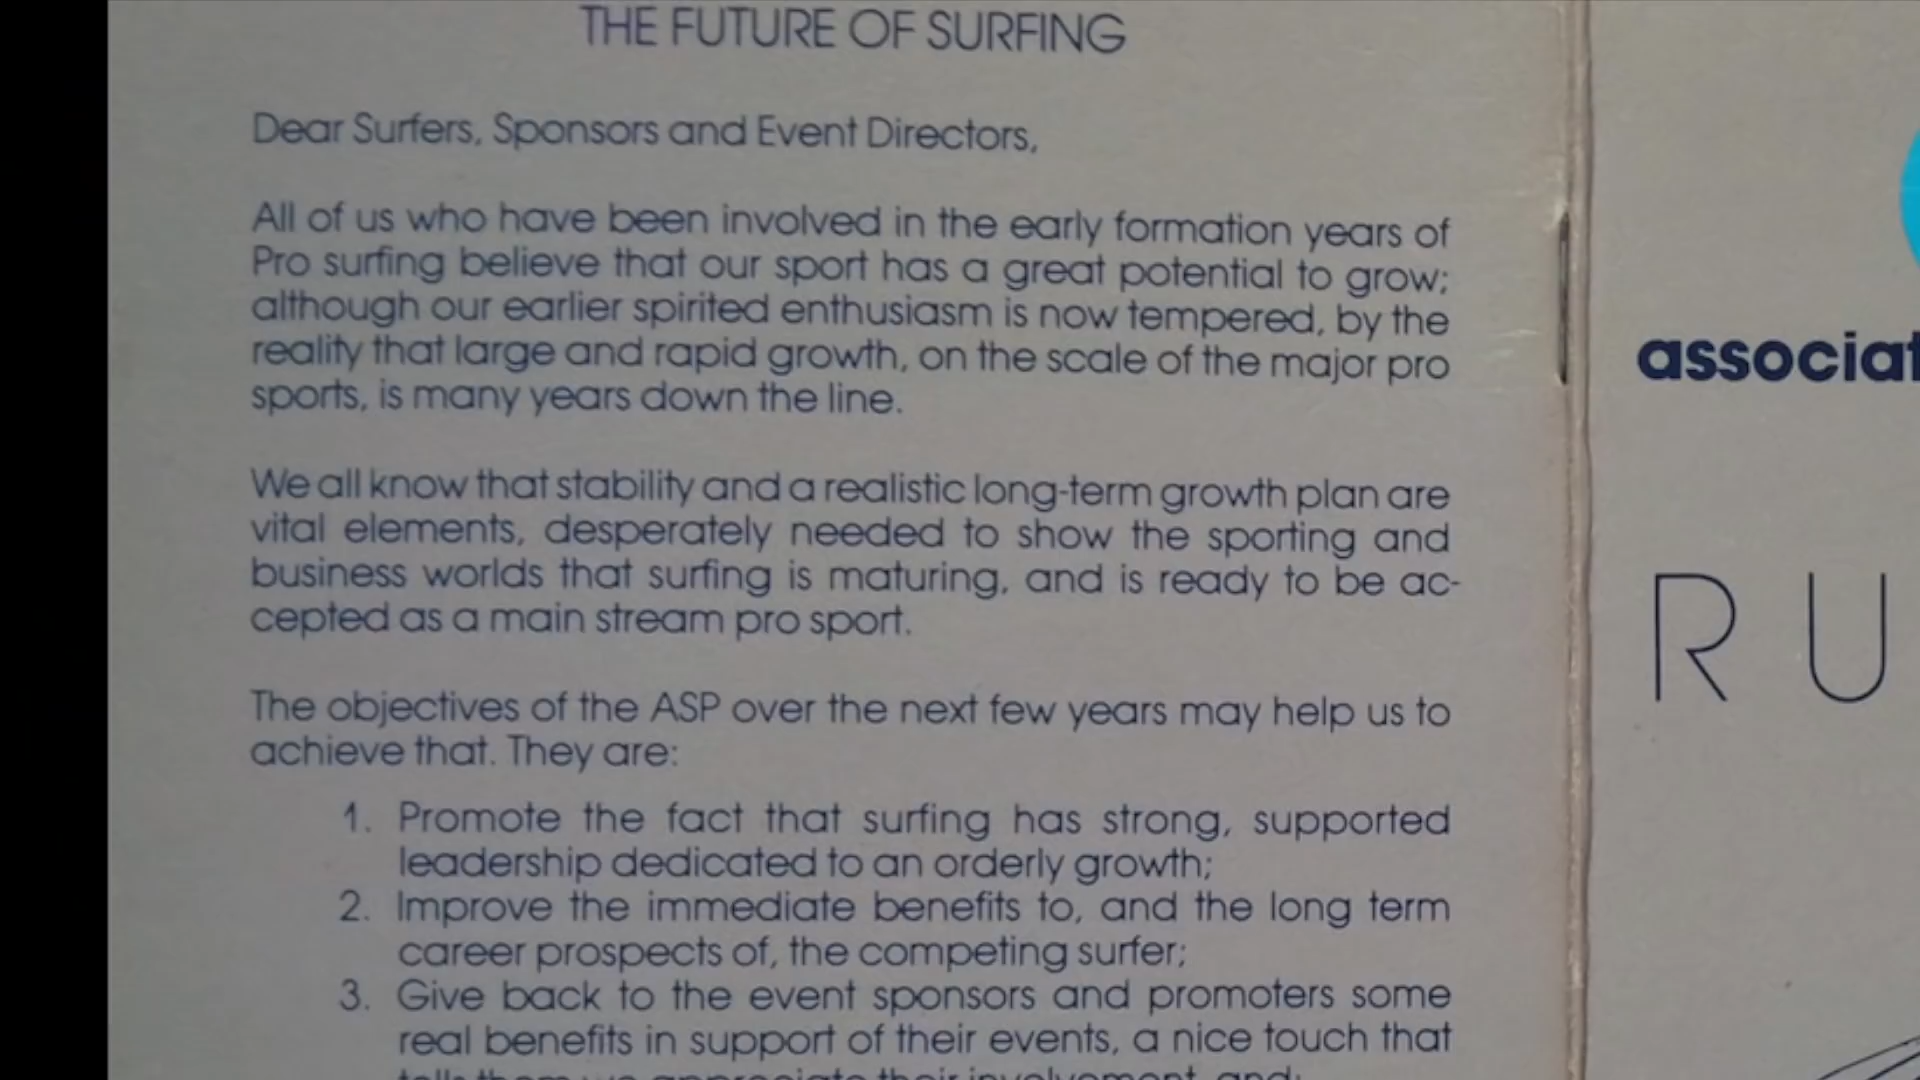 THE FUTURE OF SURFING
Dear Surfers, Sponsors and Event Directors,
All of us who have been involved in the early formation years of
Pro surfing believe that our sport has a great potential to grow;
although our earlier spirited enthusiasm is now tempered, by the
reality that large and rapid growth, on the scale of the major pro
sports, is many years down the line.
We all know that stability and a realistic long-term growth plan are
vital elements, desperately needed to show the sporting and
business worlds that surfing is maturing, and is ready to be ac-
cepted as a main stream pro sport.
The objectives of the ASP over the next few years may help us to
achieve that. They are:
1. Promote the fact that surfing has strong, supported
leadership dedicated to an orderly growth;
2. Improve the immediate benefits to, and the long term
career prospects of, the competing surfer;
3. Give back to the event sponsors and promoters some
real benefits in support of their events, a nice touch that
tells them we appreciate their involvement, and;
associat
R U